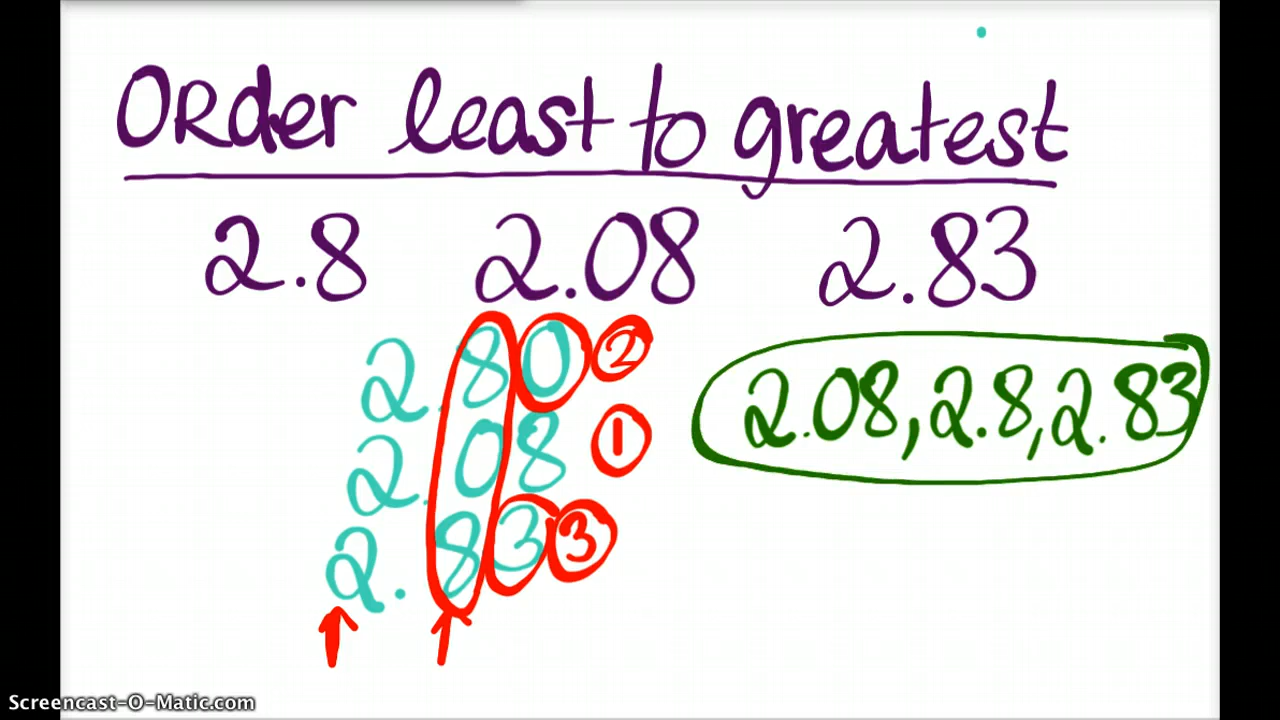 Order least to greatest
2.8 2.08 2.83
2.80 2
2.08 1
2.83 3
2.08, 2.8, 2.83
Screencast-O-Matic.com